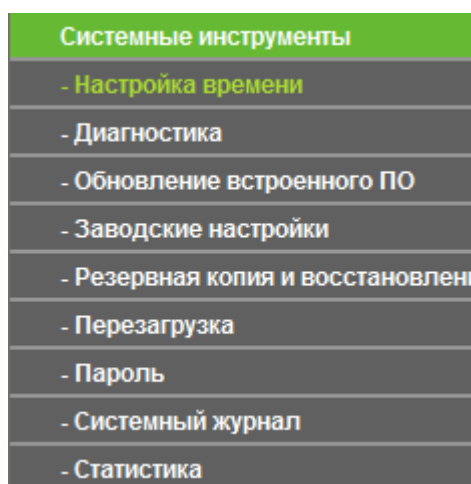 Системные инструменты
- Настройка времени
- Диагностика
- Обновление встроенного ПО
- Заводские настройки
- Резервная копия и восстановлени
- Перезагрузка
- Пароль
- Системный журнал
- Статистика